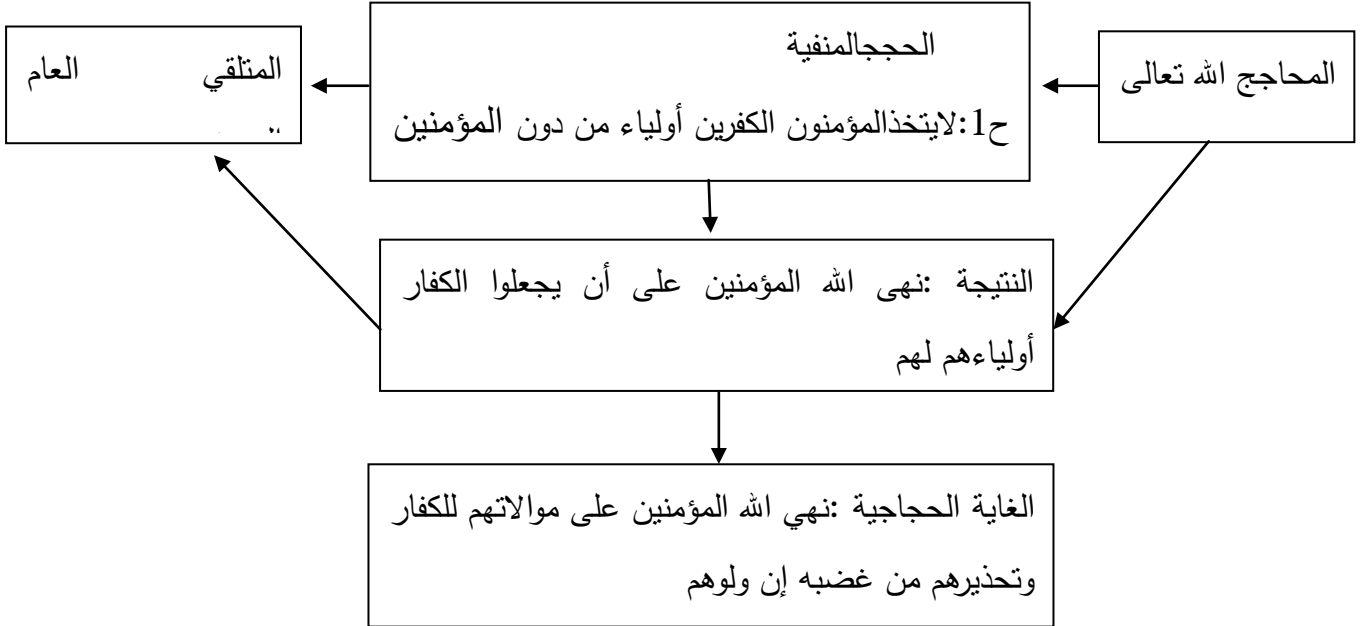 المحاجج الله تعالى
الحججالمنفية
ح1:لايتخذالمؤمنون الكفرين أولياء من دون المؤمنين
المتلقي العام
النتيجة :نهى الله المؤمنين على أن يجعلوا الكفار
أولياءهم لهم
الغاية الحجاجية :نهي الله المؤمنين على موالاتهم للكفار
وتحذيرهم من غضبه إن ولوهم